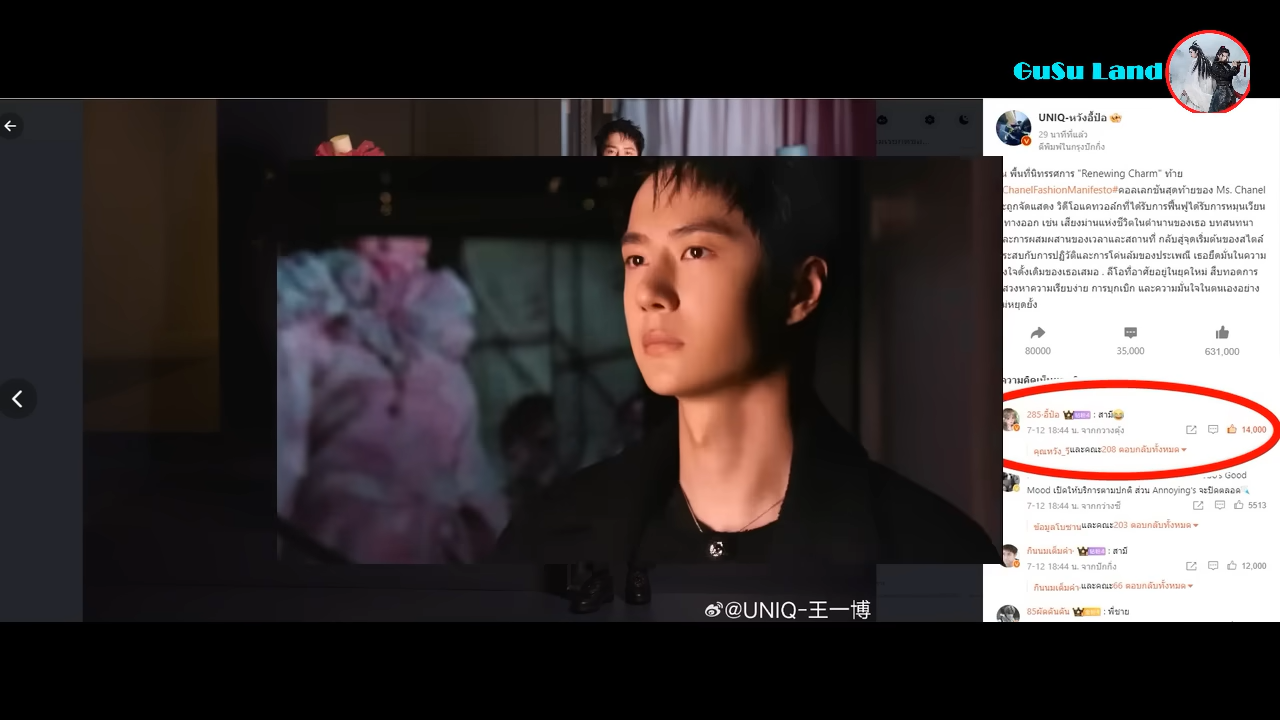 GuSu Land
UNIQ-หวังอี้ป๋อ
29 นาทีที่แล้ว
ตีพิมพ์ในกรุงปักกิ่ง
พื้นที่นิทรรศการ "Renewing Charm" ท้าย
ChanelFashionManifesto#คอลเลกชันสุดท้ายของ Ms. Chanel
ะถูกจัดแสดง วิดีโอแคทวอล์กที่ได้รับการฟื้นฟูได้รับการหมุนเวียน
ทางออก เช่น เสียงม่านแห่งชีวิตในตำนานของเธอ บทสนทนา
ละการผสมผสานของเวลาและสถานที่ กลับสู่จุดเริ่มต้นของสไตล์
ระสบกับการปฏิวัติและการโค่นล้มของประเพณี เธอยึดมั่นในความ
งใจดั้งเดิมของเธอเสมอ . ลีโอที่อาศัยอยู่ในยุคใหม่ สืบทอดการ
สวงหาความเรียบง่าย การบุกเบิก และความมั่นใจในตนเองอย่าง
มหยุดยั้ง
80000 35,000 631,000
285-อี้ป๋อ : สามี😂
7-12 18:44 น. จากกวางตุ้ง 14,000
คุณหวัง_รุ่และคณะ208 ตอบกลับทั้งหมด
Good
Mood เปิดให้บริการตามปกติ ส่วน Annoying's จะปิดตลอด
7-12 18:44 น. จากกว่างซี 5513
ข้อมูลโบซานและคณะ203 ตอบกลับทั้งหมด
กินนมเต็มคำ· : สามี
7-12 18:44 น. จากปักกิ่ง 12,000
กินนมเต็มคำ·และคณะ66 ตอบกลับทั้งหมด
85ตัดตันตัน : พี่ชาย
@UNIQ-王一博